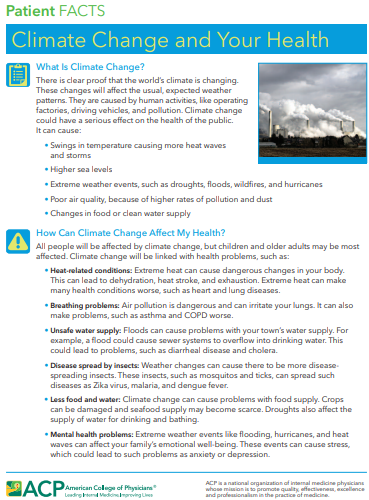 Patient FACTS
Climate Change and Your Health
What Is Climate Change?
There is clear proof that the world's climate is changing.
These changes will affect the usual, expected weather
patterns. They are caused by human activities, like operating
factories, driving vehicles, and pollution. Climate change
could have a serious effect on the health of the public.
It can cause:
• Swings in temperature causing more heat waves
and storms
• Higher sea levels
• Extreme weather events, such as droughts, floods, wildfires, and hurricanes
• Poor air quality, because of higher rates of pollution and dust
• Changes in food or clean water supply
How Can Climate Change Affect My Health?
All people will be affected by climate change, but children and older adults may be most
affected. Climate change will be linked with health problems, such as:
• Heat-related conditions: Extreme heat can cause dangerous changes in your body.
This can lead to dehydration, heat stroke, and exhaustion. Extreme heat can make
many health conditions worse, such as heart and lung diseases.
• Breathing problems: Air pollution is dangerous and can irritate your lungs. It can also
make problems, such as asthma and COPD worse.
• Unsafe water supply: Floods can cause problems with your town's water supply. For
example, a flood could cause sewer systems to overflow into drinking water. This
could lead to problems, such as diarrheal disease and cholera.
• Disease spread by insects: Weather changes can cause there to be more disease-
spreading insects. These insects, such as mosquitos and ticks, can spread such
diseases as Zika virus, malaria, and dengue fever.
• Less food and water: Climate change can cause problems with food supply. Crops
can be damaged and seafood supply may become scarce. Droughts also affect the
supply of water for drinking and bathing.
• Mental health problems: Extreme weather events like flooding, hurricanes, and heat
waves can affect your family's emotional well-being. These events can cause stress,
which could lead to such problems as anxiety or depression.
ACP American College of Physicians®
Leading Internal Medicine, Improving Lives
ACP is a national organization of internal medicine physicians
whose mission is to promote quality, effectiveness, excellence
and professionalism in the practice of medicine.